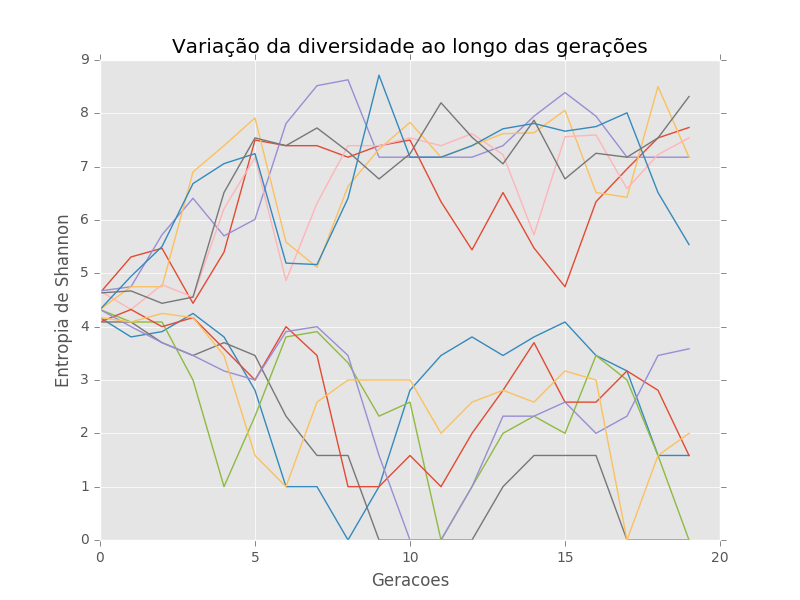 Variação da diversidade ao longo das gerações
Entropia de Shannon
9
8
7
6
5
4
3
2
1
0
0 5 10 15 20
Geracoes